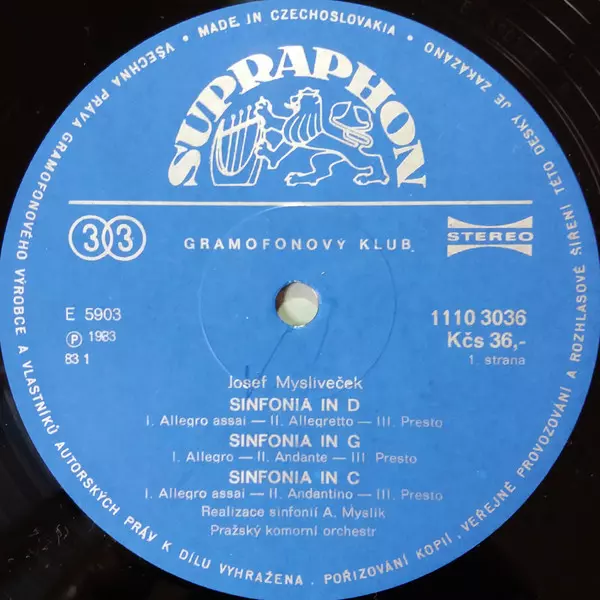 MADE IN CZECHOSLOVAKIA
SUPRAPHON
33
GRAMOFONOVÝ KLUB
STEREO
E 5903
℗ 1983
83 1
1110 3036
Kčs 36,-
1. strana
Josef Mysliveček
SINFONIA IN D
I. Allegro assai — II. Allegretto — III. Presto
SINFONIA IN G
I. Allegro — II. Andante — III. Presto
SINFONIA IN C
I. Allegro assai — II. Andantino — III. Presto
Realizace sinfonií A. Myslík
Pražský komorní orchestr
VŠECHNA PRÁVA GRAMOFONOVÉHO VÝROBCE A VLASTNÍKŮ AUTORSKÝCH PRÁV K DÍLU VYHRAŽENA. POŘIZOVÁNÍ KOPIÍ, VEŘEJNÉ PROVOZOVÁNÍ A ROZHLASOVÉ ŠÍŘENÍ TÉTO DESKY JE ZAKÁZÁNO